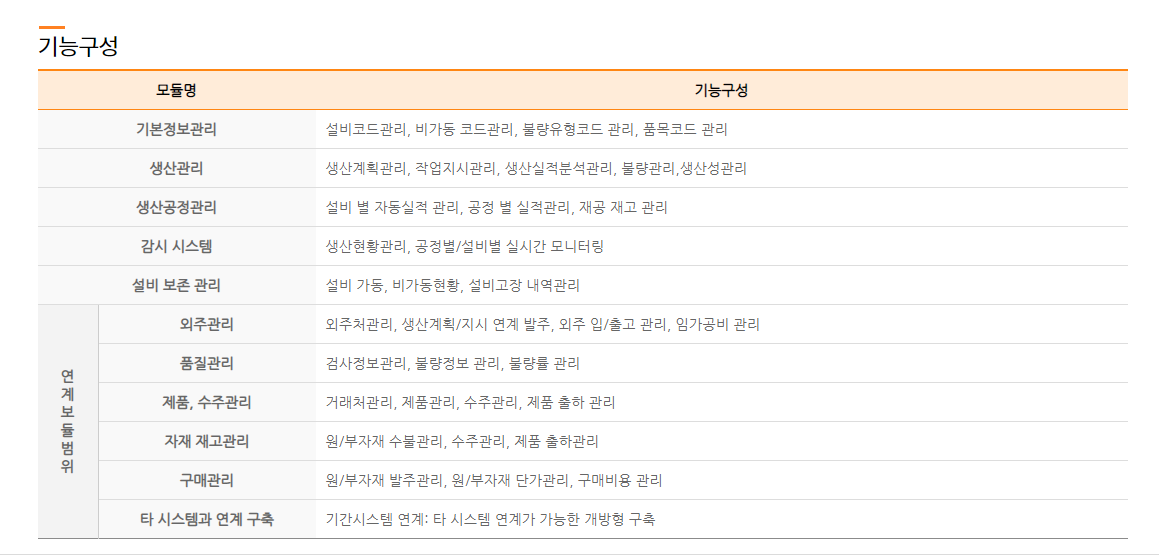 기능구성
모듈명 기능구성
기본정보관리 설비코드관리, 비가동 코드관리, 불량유형코드 관리, 품목코드 관리
생산관리 생산계획관리, 작업지시관리, 생산실적분석관리, 불량관리,생산성관리
생산공정관리 설비 별 자동실적 관리, 공정 별 실적관리, 재공 재고 관리
감시 시스템 생산현황관리, 공정별/설비별 실시간 모니터링
설비 보존 관리 설비 가동, 비가동현황, 설비고장 내역관리
연계보듈범위
외주관리 외주처관리, 생산계획/지시 연계 발주, 외주 입/출고 관리, 임가공비 관리
품질관리 검사정보관리, 불량정보 관리, 불량률 관리
제품, 수주관리 거래처관리, 제품관리, 수주관리, 제품 출하 관리
자재 재고관리 원/부자재 수불관리, 수주관리, 제품 출하관리
구매관리 원/부자재 발주관리, 원/부자재 단가관리, 구매비용 관리
타 시스템과 연계 구축 기간시스템 연계: 타 시스템 연계가 가능한 개방형 구축